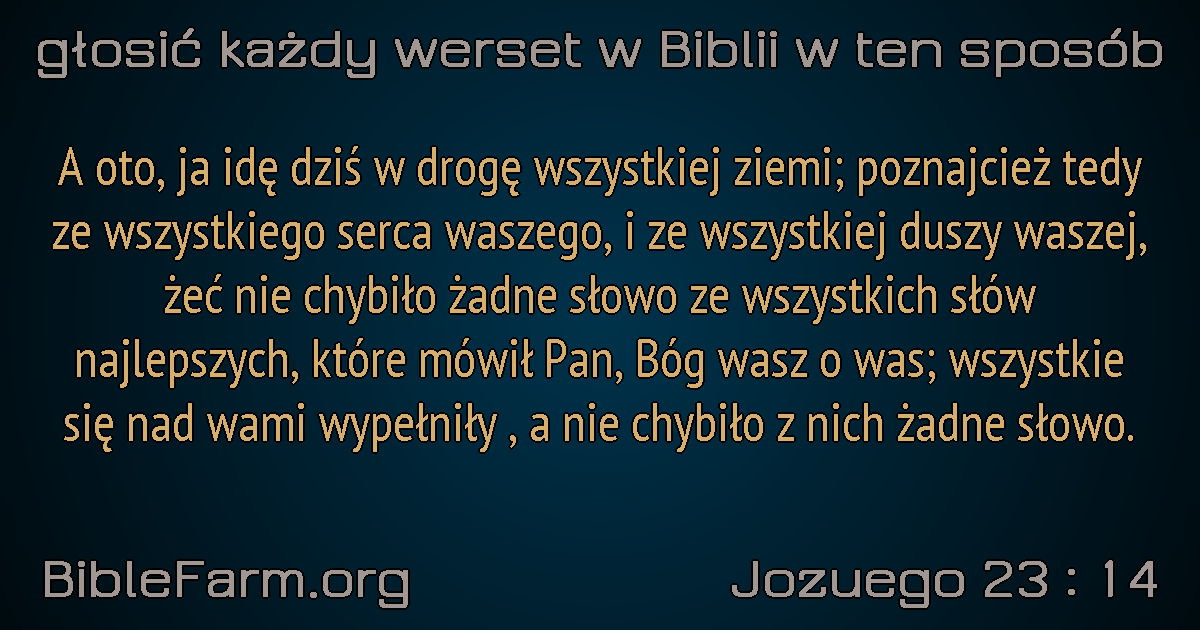 głosić każdy werset w Biblii w ten sposób
A oto, ja idę dziś w drogę wszystkiej ziemi; poznajcież tedy
ze wszystkiego serca waszego, i ze wszystkiej duszy waszej,
żeć nie chybiło żadne słowo ze wszystkich słów
najlepszych, które mówił Pan, Bóg wasz o was; wszystkie
się nad wami wypełniły , a nie chybiło z nich żadne słowo.
BibleFarm.org
Jozuego 23 : 14